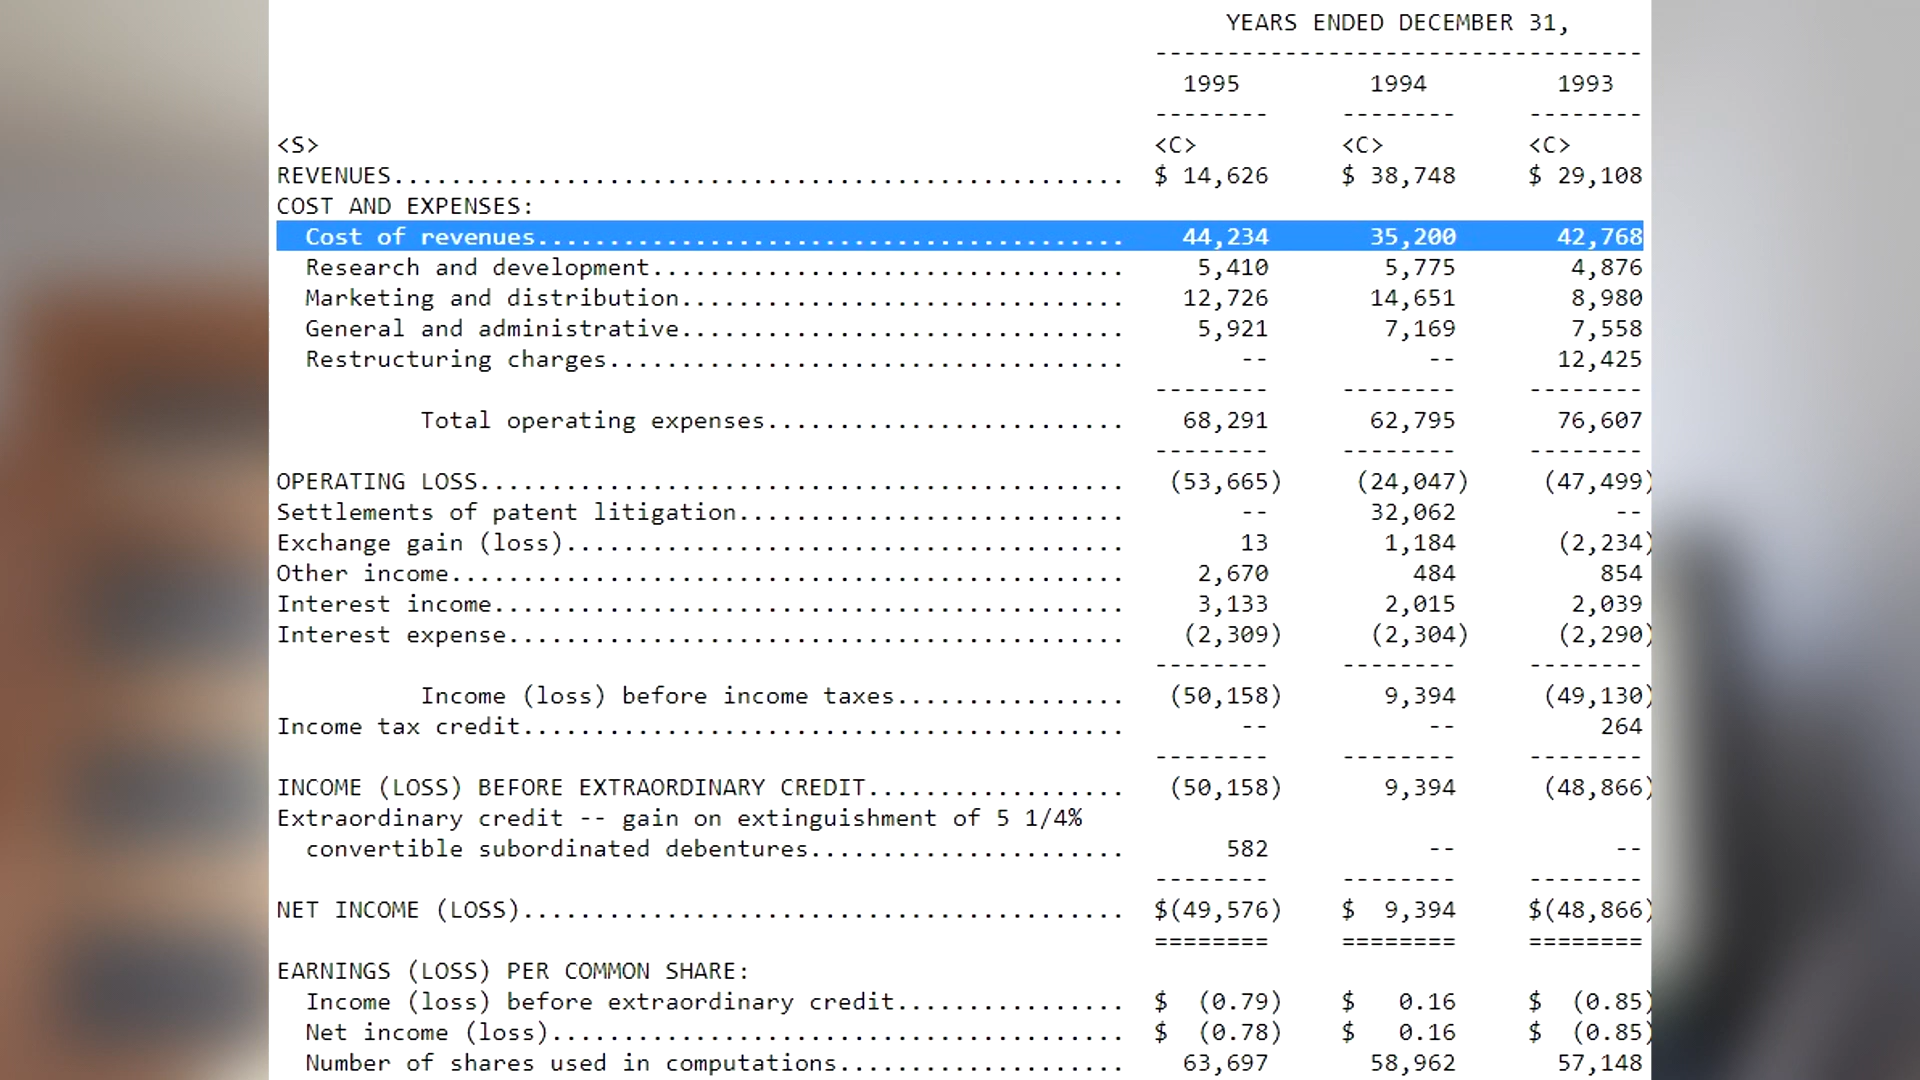 YEARS ENDED DECEMBER 31,
----------------------------------
1995 1994 1993
-------- -------- --------
<S> <C> <C> <C>
REVENUES................................................... $ 14,626 $ 38,748 $ 29,108
COST AND EXPENSES:
Cost of revenues......................................... 44,234 35,200 42,768
Research and development................................. 5,410 5,775 4,876
Marketing and distribution............................... 12,726 14,651 8,980
General and administrative............................... 5,921 7,169 7,558
Restructuring charges.................................... -- -- 12,425
-------- -------- --------
Total operating expenses......................... 68,291 62,795 76,607
-------- -------- --------
OPERATING LOSS............................................. (53,665) (24,047) (47,499)
Settlements of patent litigation........................... -- 32,062 --
Exchange gain (loss)....................................... 13 1,184 (2,234)
Other income............................................... 2,670 484 854
Interest income............................................ 3,133 2,015 2,039
Interest expense........................................... (2,309) (2,304) (2,290)
-------- -------- --------
Income (loss) before income taxes................ (50,158) 9,394 (49,130)
Income tax credit.......................................... -- -- 264
-------- -------- --------
INCOME (LOSS) BEFORE EXTRAORDINARY CREDIT.................. (50,158) 9,394 (48,866)
Extraordinary credit -- gain on extinguishment of 5 1/4%
convertible subordinated debentures...................... 582 -- --
-------- -------- --------
NET INCOME (LOSS).......................................... $(49,576) $ 9,394 $(48,866)
======== ======== ========
EARNINGS (LOSS) PER COMMON SHARE:
Income (loss) before extraordinary credit................ $ (0.79) $ 0.16 $ (0.85)
Net income (loss)........................................ $ (0.78) $ 0.16 $ (0.85)
Number of shares used in computations.................... 63,697 58,962 57,148